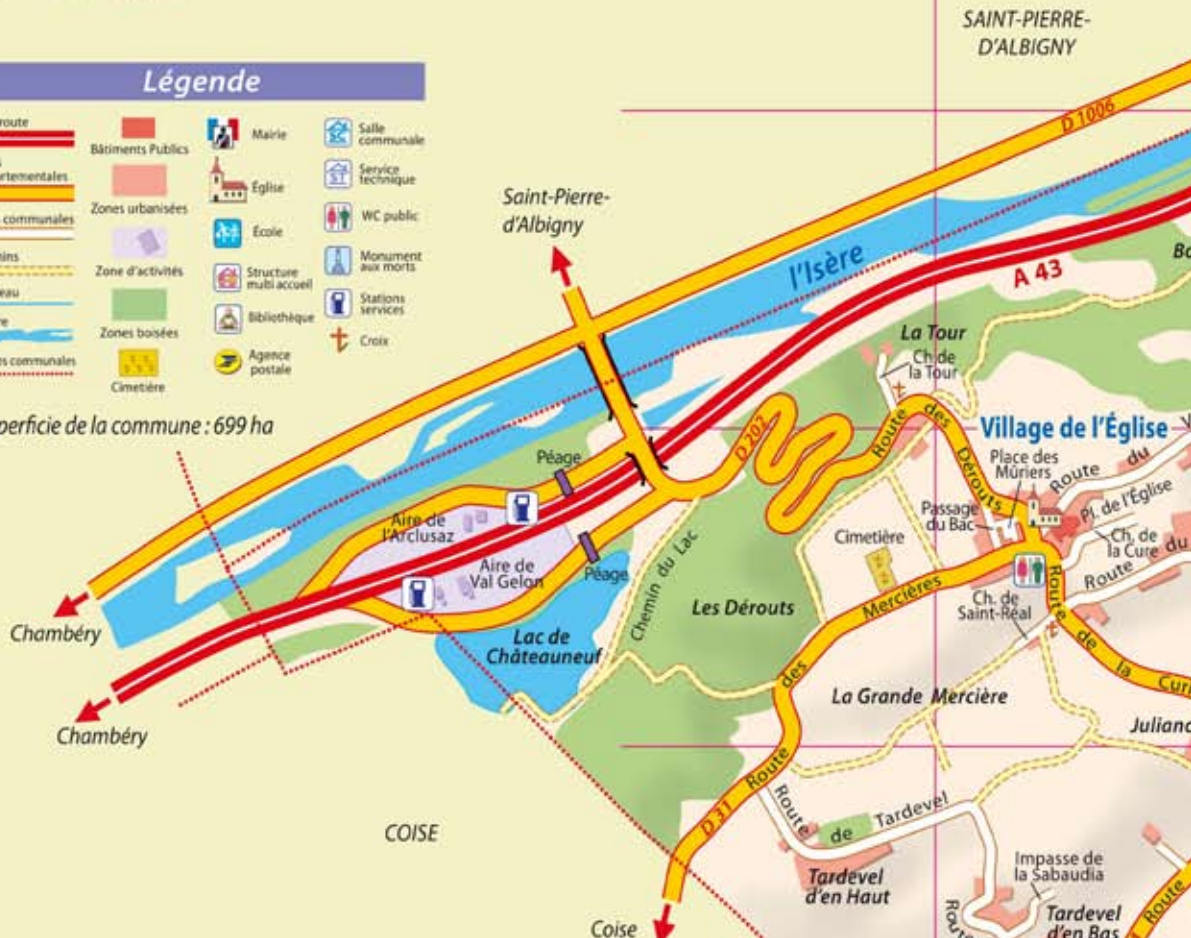 SAINT-PIERRE-
D'ALBIGNY
Légende
route
rtementales
communales
Bâtiments Publics
Zones urbanisées
Zone d'activités
Zones boisées
Cimetière
Mairie
Église
École
Structure
multi accueil
Bibliothèque
Agence
postale
Salle
communale
Service
technique
WC public
Monument
aux morts
Stations
services
Croix
perficie de la commune : 699 ha
Saint-Pierre-
d'Albigny
D 1006
l'Isère
A 43
La Tour
Ch. de
la Tour
D 202
Route des Dérouts
Village de l'Église
Place des
Mûriers
Route du
Passage
du Bac
Pl. de l'Église
Ch. de
la Cure
Route du
Péage
Aire de
l'Arclusaz
Aire de
Val Gelon
Péage
Cimetière
Chemin du Lac
Les Dérouts
Ch. de
Saint-Réal
Route de la Curi
Lac de
Châteauneuf
Chambéry
Chambéry
La Grande Mercière
D 31 Route des Mercières
COISE
Route de Tardevel
Tardevel
d'en Haut
Impasse de
la Sabaudia
Coise
Tardevel
d'en Bas
Route